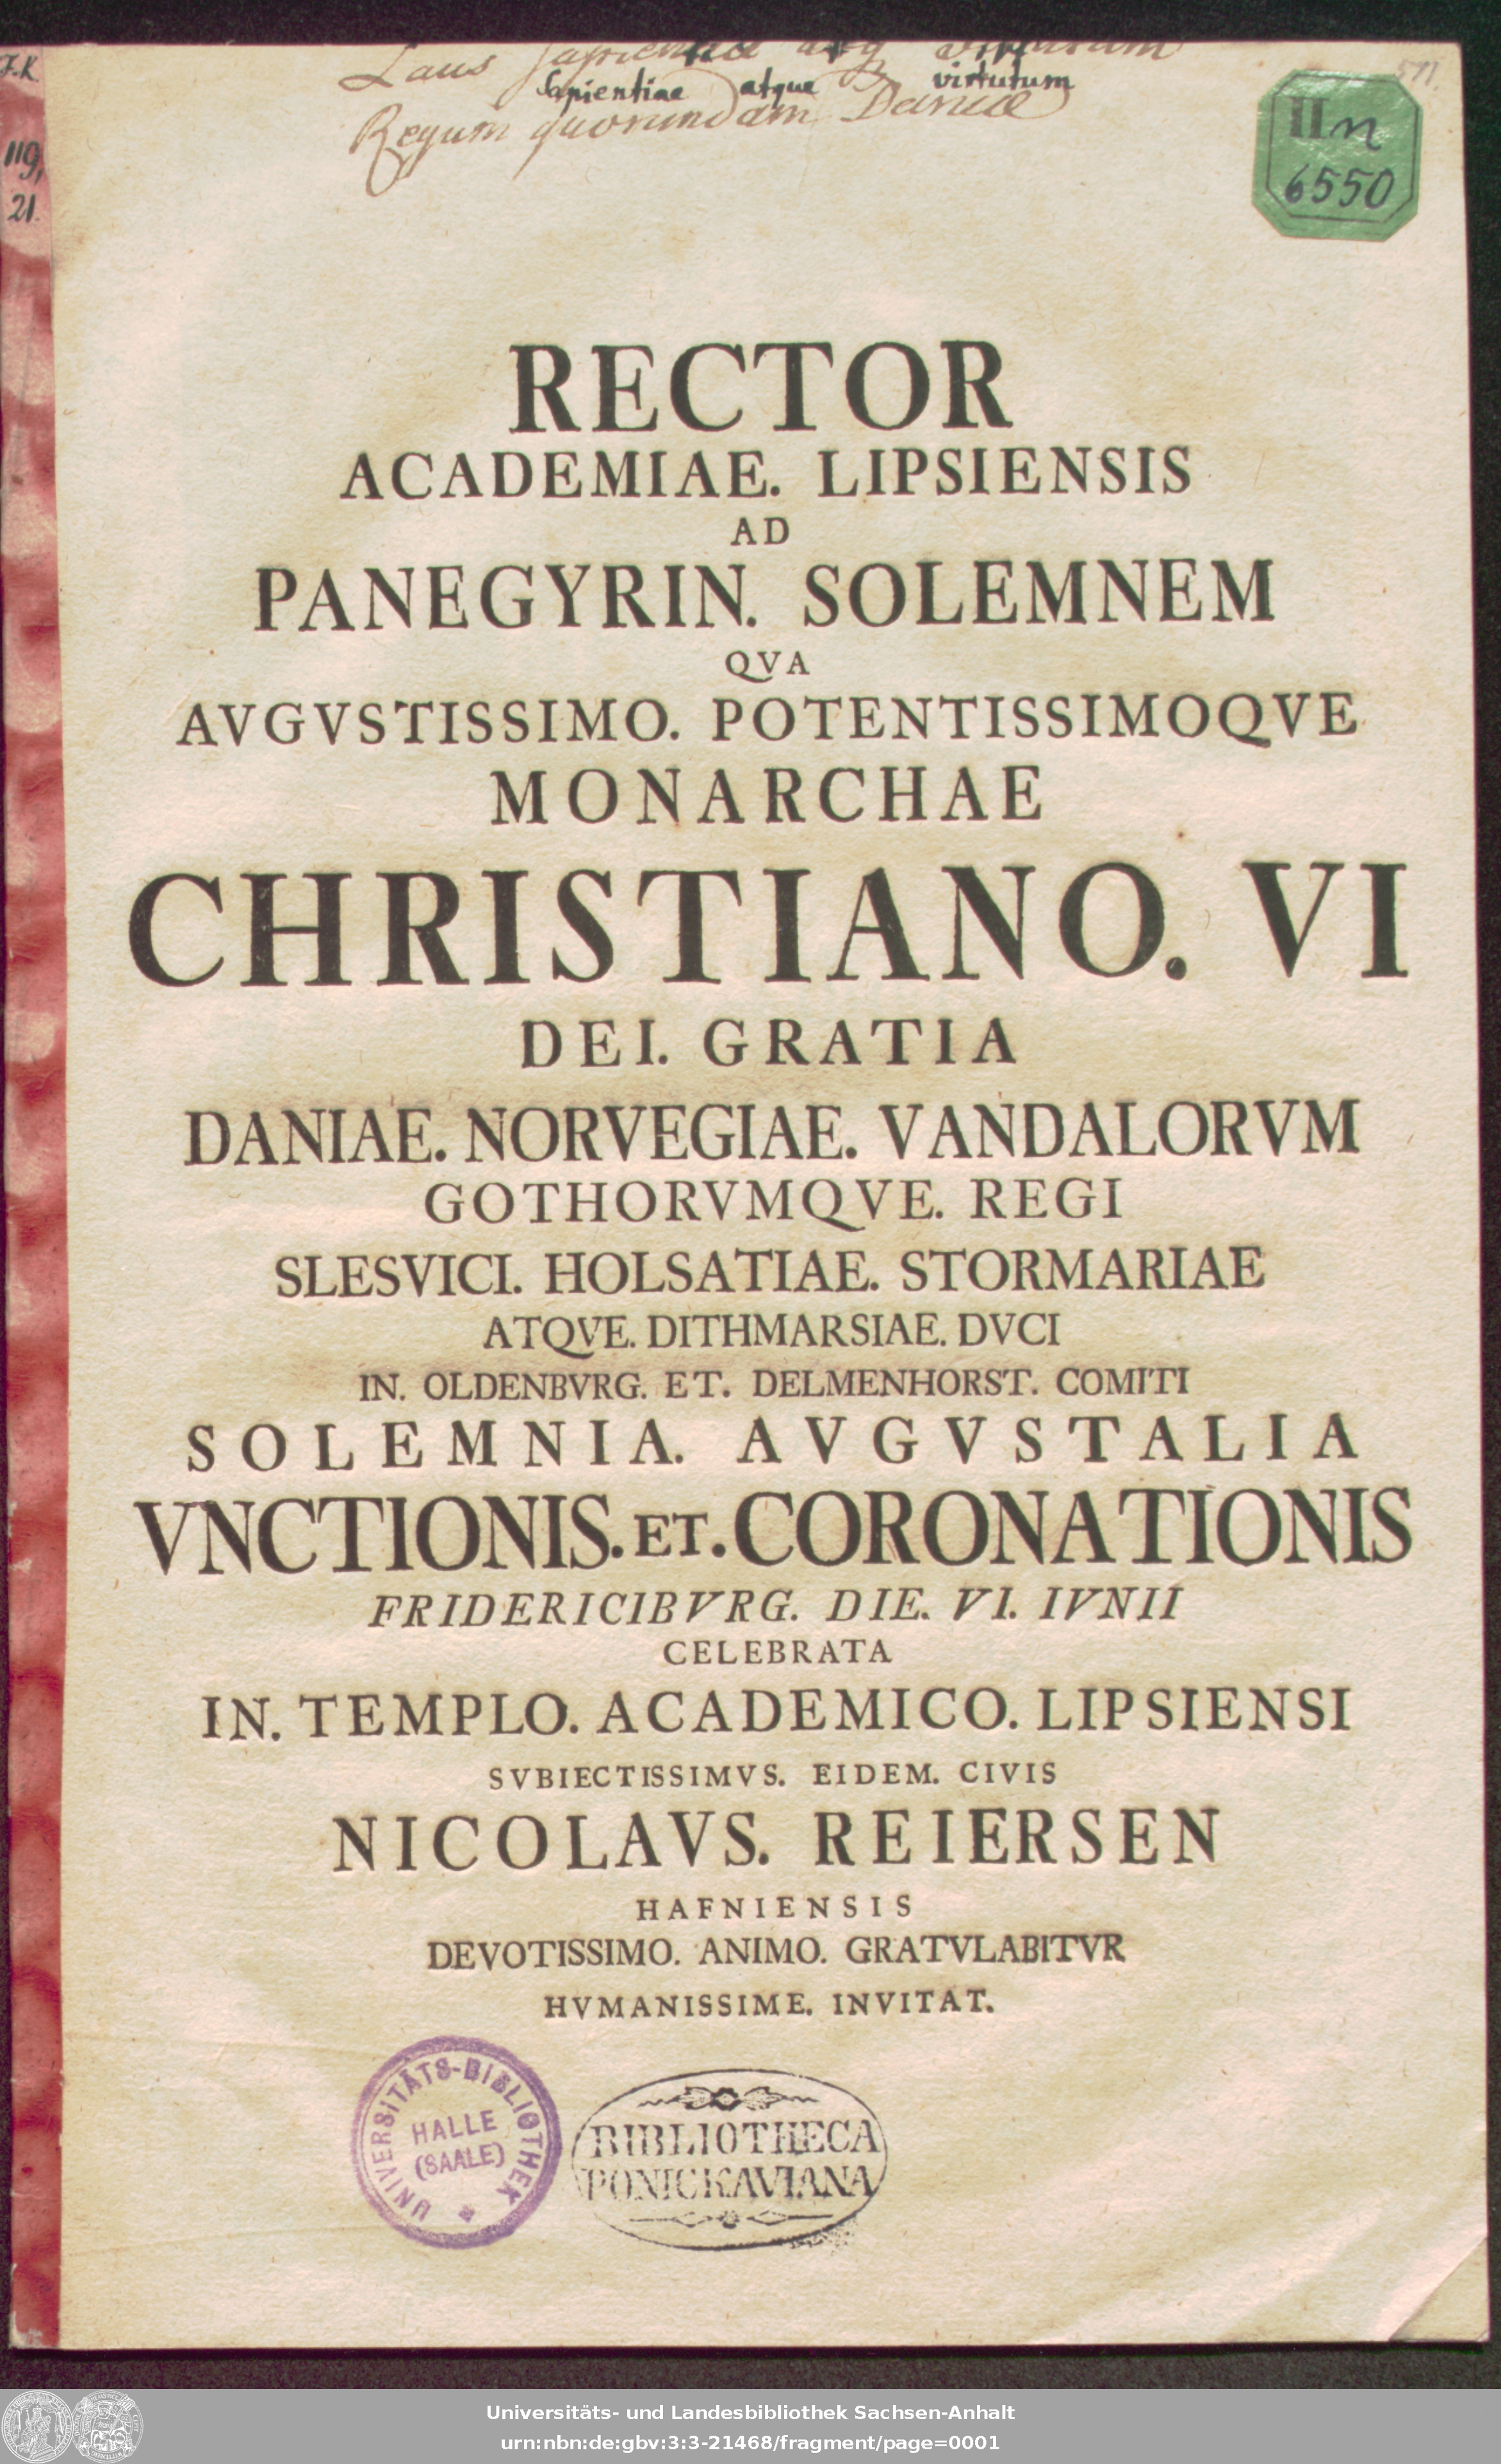 Laus sapientiae atq virtutum
Sapientiae atque virtutum
Regum quorundam Daniae
J.K.
119,
21.
II n
6550
RECTOR
ACADEMIAE. LIPSIENSIS
AD
PANEGYRIN. SOLEMNEM
QVA
AVGVSTISSIMO. POTENTISSIMOQVE
MONARCHAE
CHRISTIANO. VI
DEI. GRATIA
DANIAE. NORVEGIAE. VANDALORVM
GOTHORVMQVE. REGI
SLESVICI. HOLSATIAE. STORMARIAE
ATQVE. DITHMARSIAE. DVCI
IN. OLDENBVRG. ET. DELMENHORST. COMITI
SOLEMNIA. AVGVSTALIA
VNCTIONIS. ET. CORONATIONIS
FRIDERICIBVRG. DIE. VI. IVNII
CELEBRATA
IN. TEMPLO. ACADEMICO. LIPSIENSI
SVBIECTISSIMVS. EIDEM. CIVIS
NICOLAVS. REIERSEN
HAFNIENSIS
DEVOTISSIMO. ANIMO. GRATVLABITVR
HVMANISSIME. INVITAT.
UNIVERSITÄTS-BIBLIOTHEK
HALLE
(SAALE)
BIBLIOTHECA
PONICKAVIANA
Universitäts- und Landesbibliothek Sachsen-Anhalt
urn:nbn:de:gbv:3:3-21468/fragment/page=0001